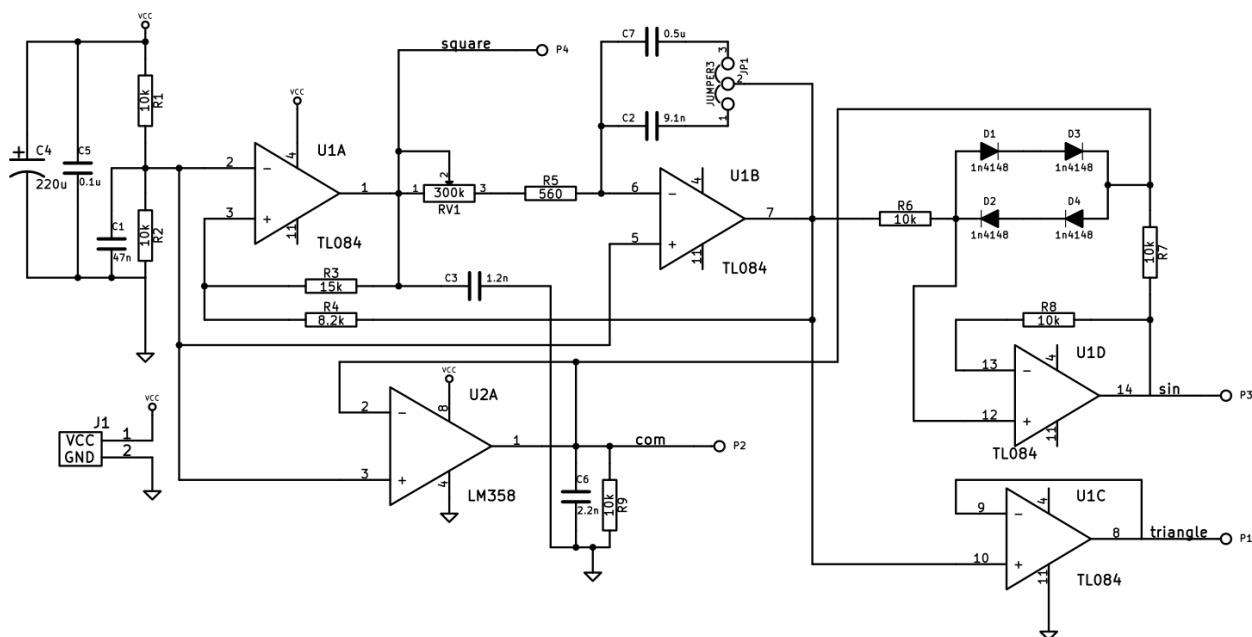 VCC
10k
R1
C4
220u
C5
0.1u
C1
47n
10k
R2
VCC
U1A
TL084
2
3
4
11
1
square
P4
1
2
3
300k
RV1
R5
560
R3
15k
R4
8.2k
C3
1.2n
C7
0.5u
C2
9.1n
3
2
1
JP1
JUMPER3
U1B
TL084
6
5
4
11
7
R6
10k
D1
1n4148
D3
1n4148
D2
1n4148
D4
1n4148
10k
R7
R8
10k
U1D
TL084
13
12
4
11
14
sin
P3
VCC
U2A
LM358
2
3
8
4
1
com
P2
C6
2.2n
10k
R9
J1
VCC 1
GND 2
VCC
U1C
TL084
9
10
4
11
8
triangle
P1